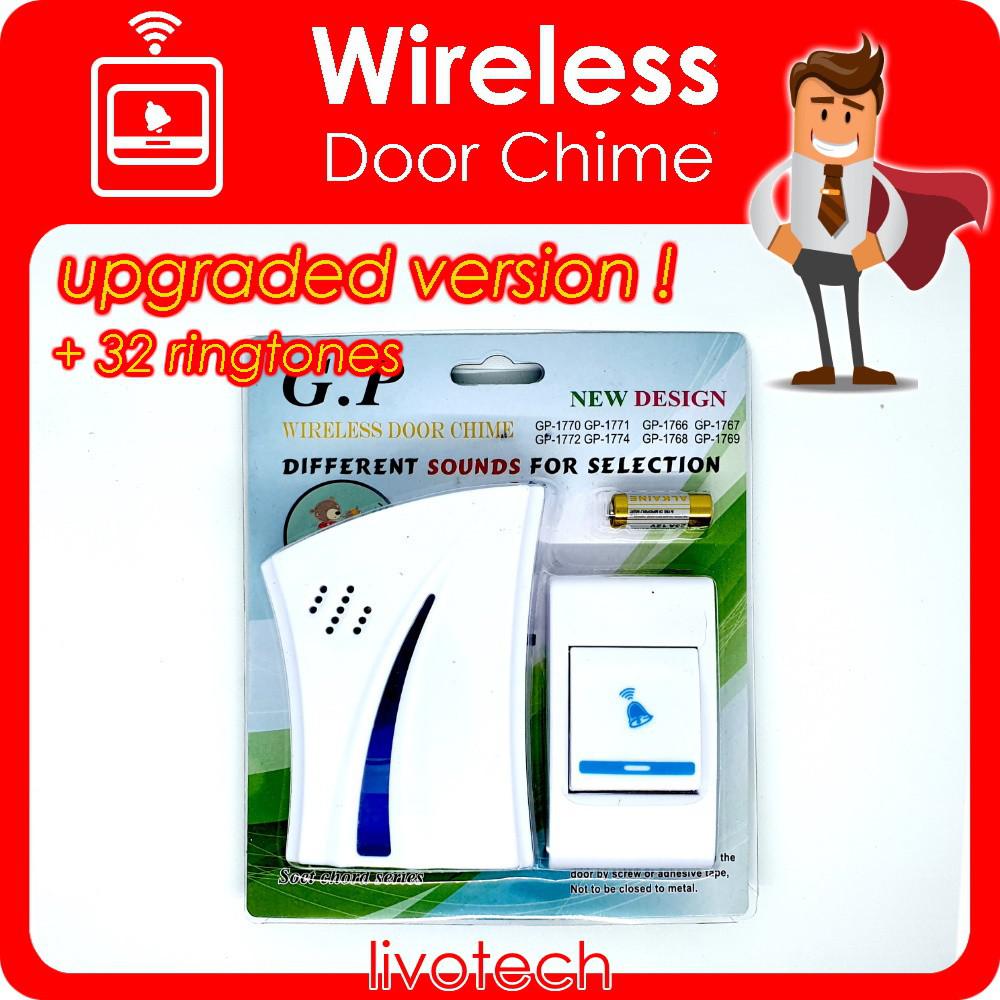 Wireless
Door Chime
upgraded version !
+ 32 ringtones
G.P
NEW DESIGN
WIRELESS DOOR CHIME
GP-1770 GP-1771 GP-1766 GP-1767
GP-1772 GP-1774 GP-1768 GP-1769
DIFFERENT SOUNDS FOR SELECTION
ALKAINE
23A 12V
Soet chord series
the
door by screw or adhesive tape,
Not to be closed to metal.
livotech